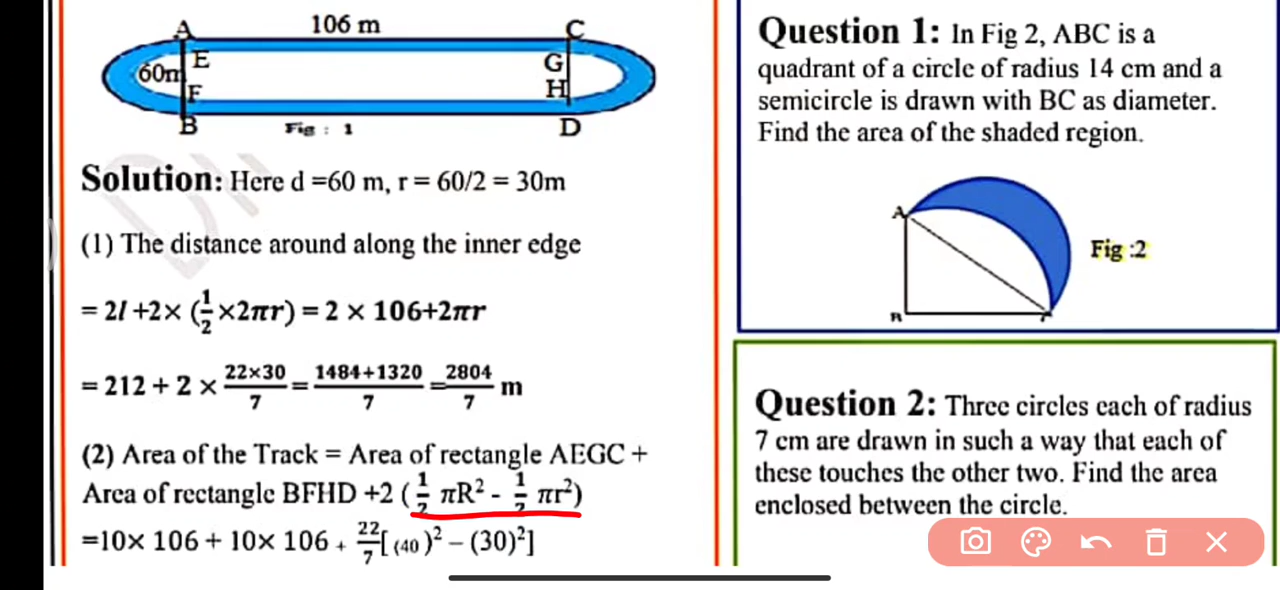 106 m
A
C
60m
E
G
F
H
B
Fig : 1
D
Solution: Here d =60 m, r = 60/2 = 30m
(1) The distance around along the inner edge
= 2l +2× (1/2 ×2πr) = 2 × 106+2πr
= 212 + 2 × 22×30/7 = 1484+1320/7 = 2804/7 m
(2) Area of the Track = Area of rectangle AEGC +
Area of rectangle BFHD +2 (1/2 πR² - 1/2 πr²)
=10× 106 + 10× 106 + 22/7[ (40 )² – (30)²]
Question 1: In Fig 2, ABC is a
quadrant of a circle of radius 14 cm and a
semicircle is drawn with BC as diameter.
Find the area of the shaded region.
A
Fig :2
B
Question 2: Three circles each of radius
7 cm are drawn in such a way that each of
these touches the other two. Find the area
enclosed between the circle.